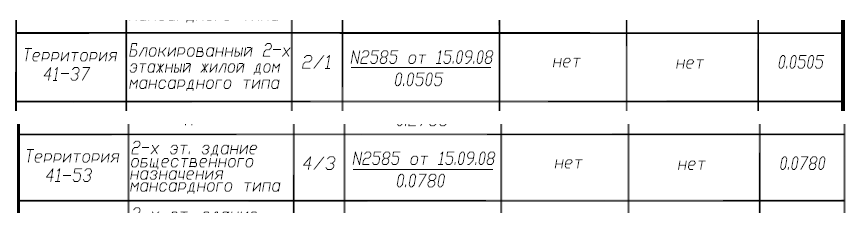 Территория 41-37 Блокированный 2-х этажный жилой дом мансардного типа 2/1 N2585 от 15.09.08 0.0505 нет нет 0.0505
Территория 41-53 2-х эт. здание общественного назначения мансардного типа 4/3 N2585 от 15.09.08 0.0780 нет нет 0.0780